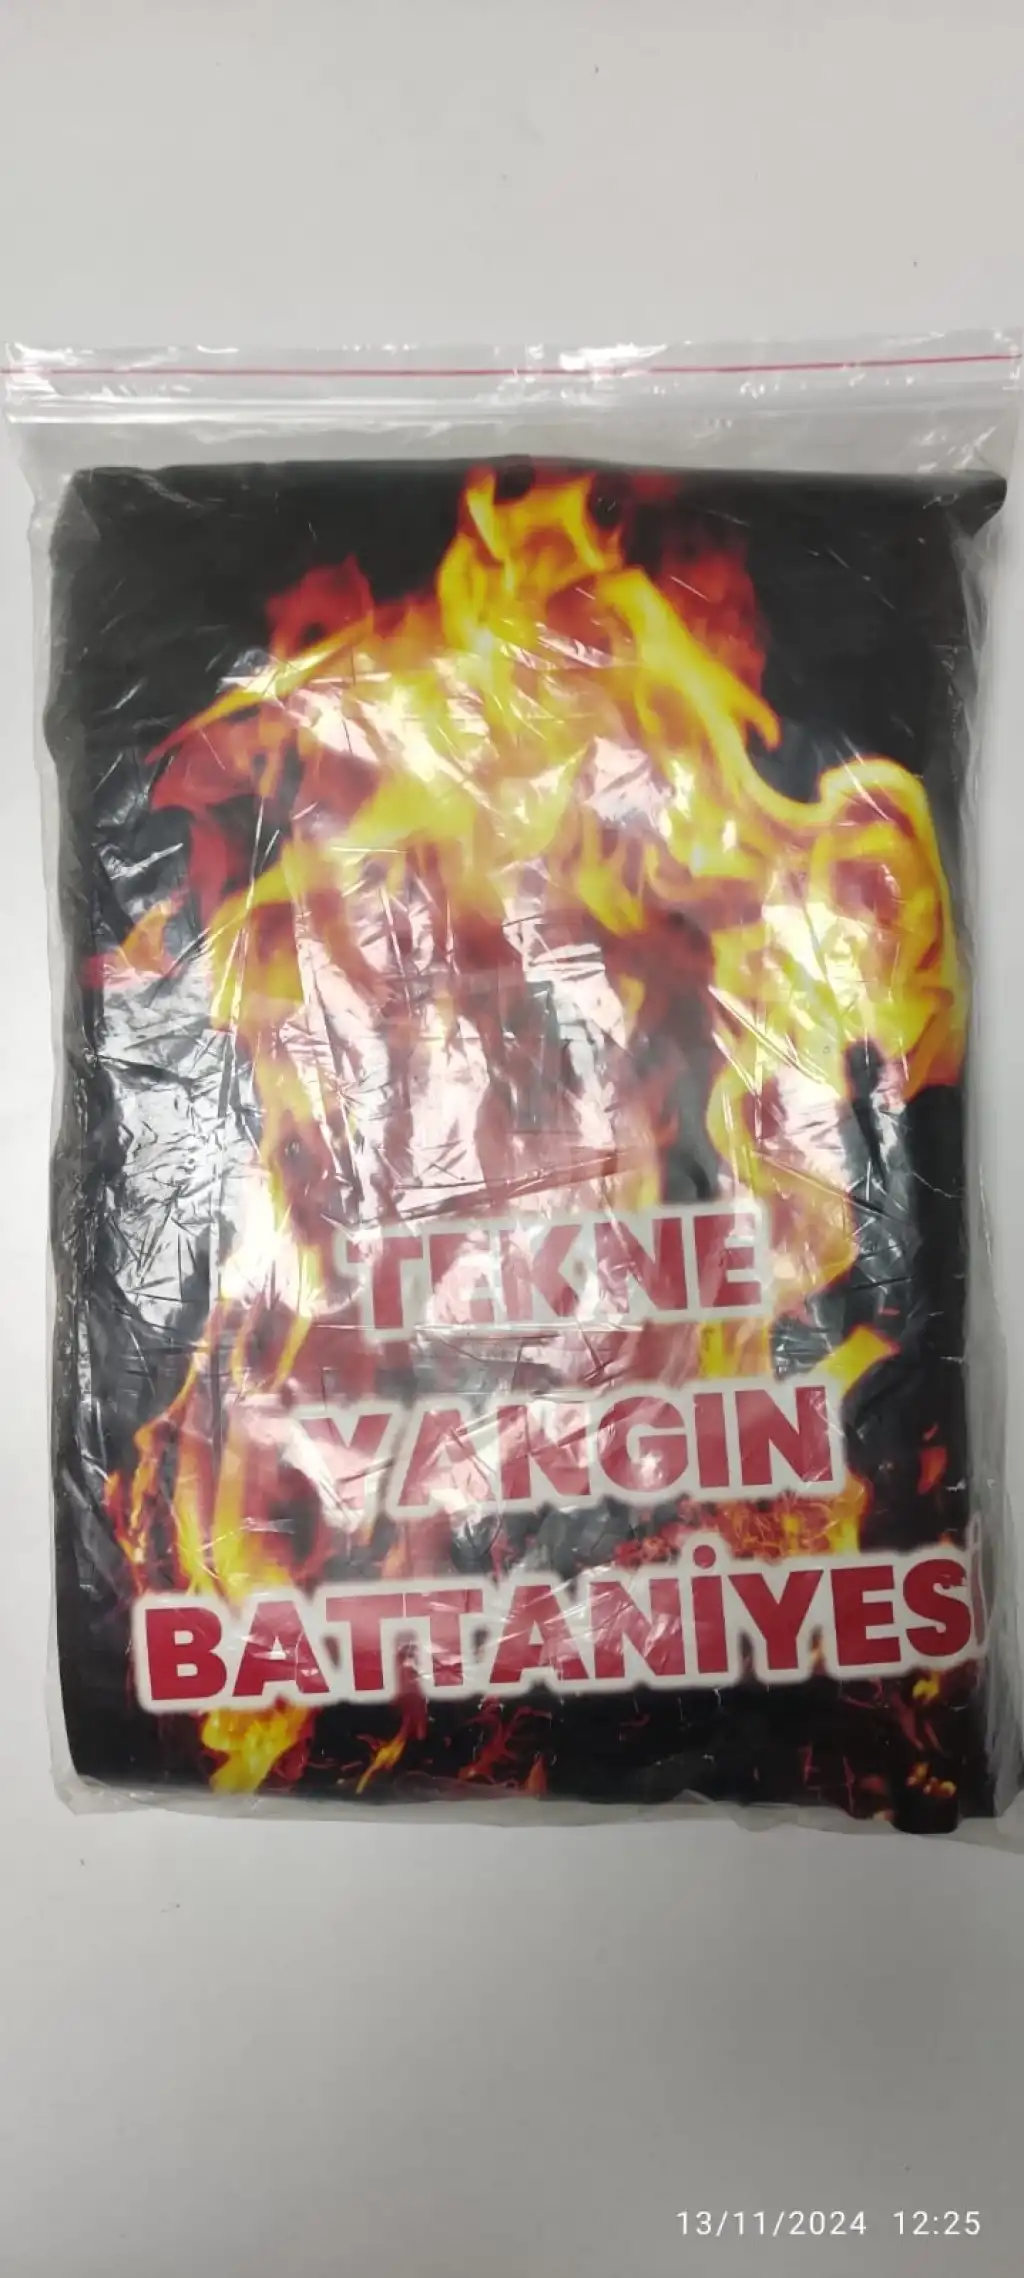 TEKNE
YANGIN
BATTANİYESİ
13/11/2024 12:25